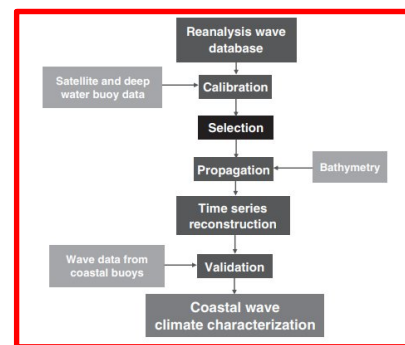 Reanalysis wave
database
Satellite and deep
water buoy data
Calibration
Selection
Propagation
Bathymetry
Time series
reconstruction
Wave data from
coastal buoys
Validation
Coastal wave
climate characterization